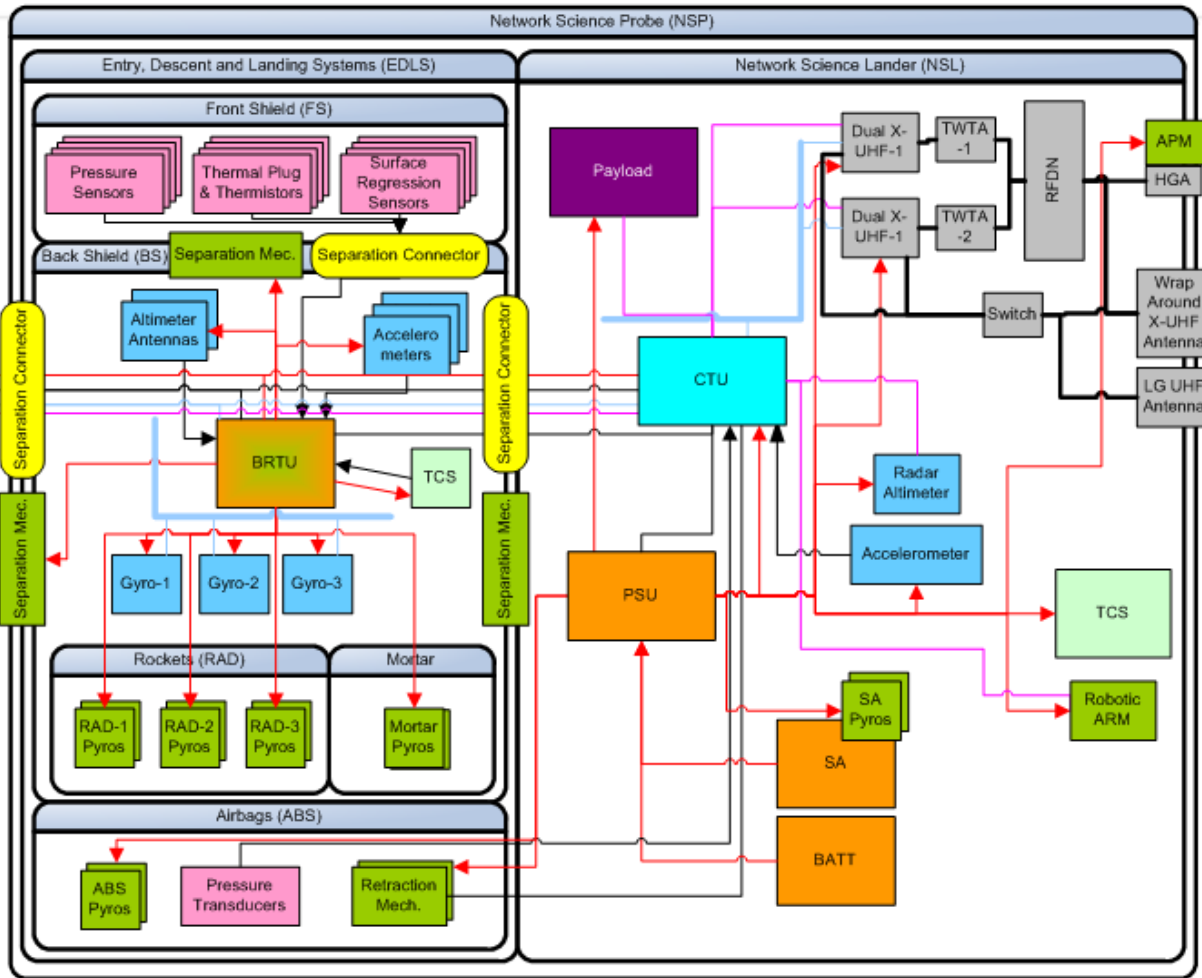 Network Science Probe (NSP)
Entry, Descent and Landing Systems (EDLS)
Network Science Lander (NSL)
Front Shield (FS)
Pressure
Sensors
Thermal Plug
& Thermistors
Surface
Regression
Sensors
Back Shield (BS)
Separation Mec.
Separation Connector
Separation Connector
Separation Mec.
Altimeter
Antennas
Accelero
meters
Separation Connector
Separation Mec.
BRTU
TCS
Gyro-1
Gyro-2
Gyro-3
Rockets (RAD)
Mortar
RAD-1
Pyros
RAD-2
Pyros
RAD-3
Pyros
Mortar
Pyros
Airbags (ABS)
ABS
Pyros
Pressure
Transducers
Retraction
Mech.
Payload
Dual X-
UHF-1
TWTA
-1
Dual X-
UHF-1
TWTA
-2
RFDN
APM
HGA
Switch
Wrap
Around
X-UHF
Antenna
LG UHF
Antenna
CTU
Radar
Altimeter
Accelerometer
PSU
TCS
SA
Pyros
Robotic
ARM
SA
BATT